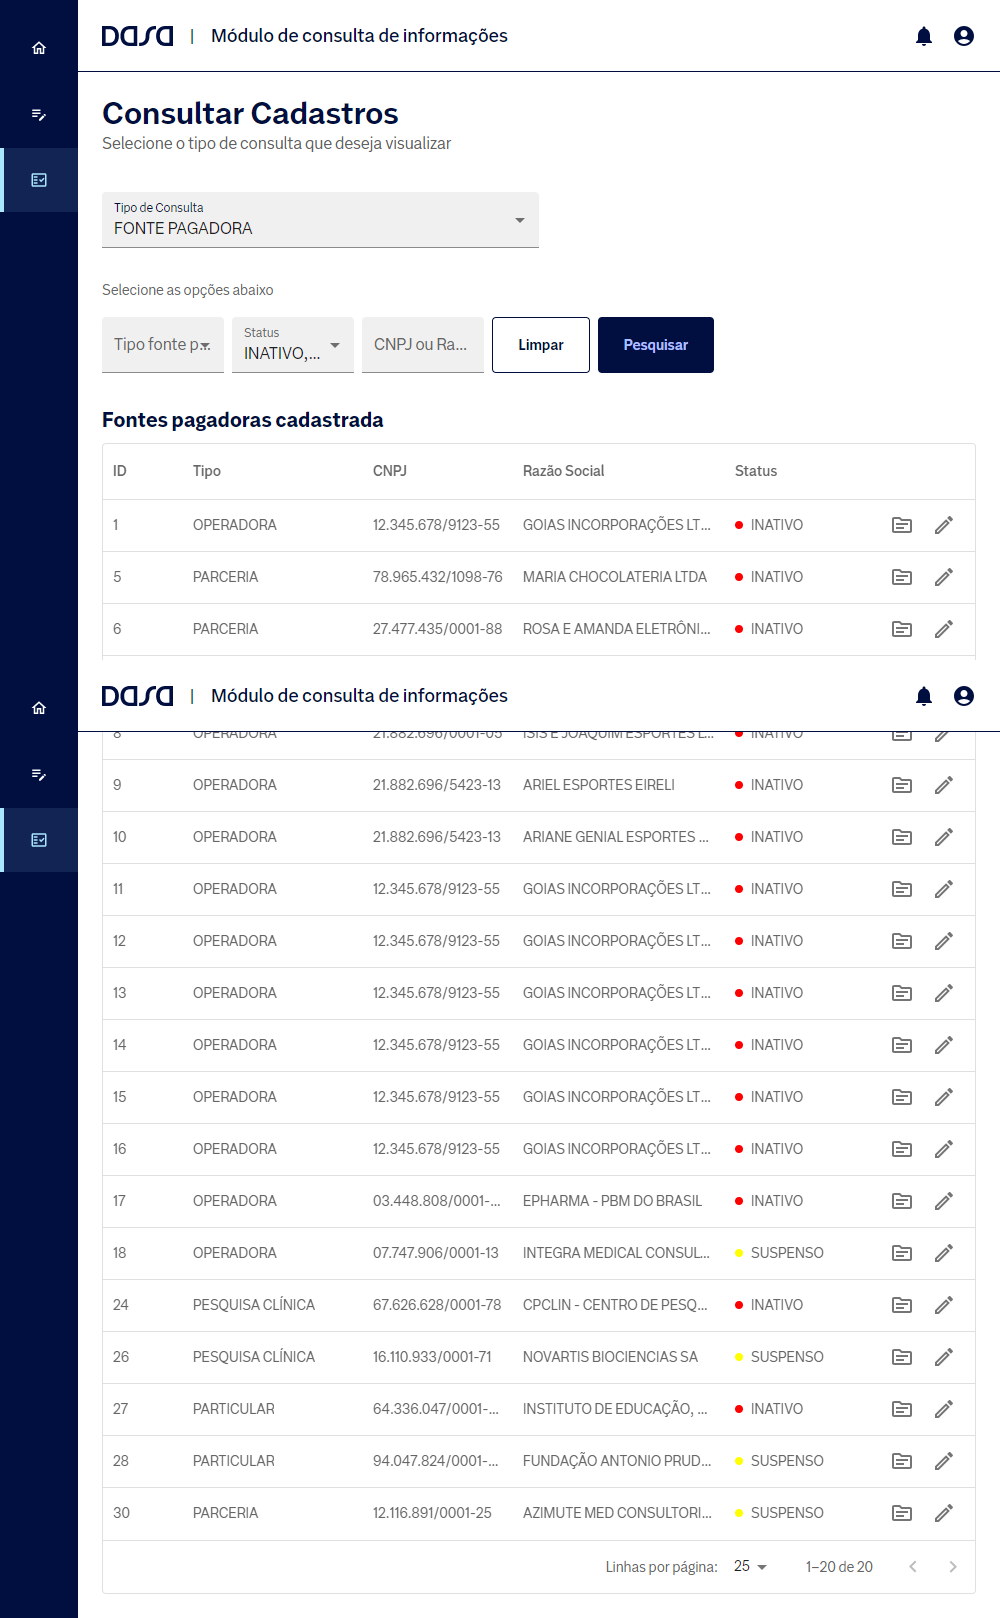 DASA | Módulo de consulta de informações
Consultar Cadastros
Selecione o tipo de consulta que deseja visualizar
Tipo de Consulta
FONTE PAGADORA
Selecione as opções abaixo
Tipo fonte p...
Status
INATIVO,...
CNPJ ou Ra...
Limpar
Pesquisar
Fontes pagadoras cadastrada
ID Tipo CNPJ Razão Social Status
1 OPERADORA 12.345.678/9123-55 GOIAS INCORPORAÇÕES LT... INATIVO
5 PARCERIA 78.965.432/1098-76 MARIA CHOCOLATERIA LTDA INATIVO
6 PARCERIA 27.477.435/0001-88 ROSA E AMANDA ELETRÔNI... INATIVO
DASA | Módulo de consulta de informações
8 OPERADORA 21.882.696/0001-05 ISIS E JOAQUIM ESPORTES L... INATIVO
9 OPERADORA 21.882.696/5423-13 ARIEL ESPORTES EIRELI INATIVO
10 OPERADORA 21.882.696/5423-13 ARIANE GENIAL ESPORTES ... INATIVO
11 OPERADORA 12.345.678/9123-55 GOIAS INCORPORAÇÕES LT... INATIVO
12 OPERADORA 12.345.678/9123-55 GOIAS INCORPORAÇÕES LT... INATIVO
13 OPERADORA 12.345.678/9123-55 GOIAS INCORPORAÇÕES LT... INATIVO
14 OPERADORA 12.345.678/9123-55 GOIAS INCORPORAÇÕES LT... INATIVO
15 OPERADORA 12.345.678/9123-55 GOIAS INCORPORAÇÕES LT... INATIVO
16 OPERADORA 12.345.678/9123-55 GOIAS INCORPORAÇÕES LT... INATIVO
17 OPERADORA 03.448.808/0001-... EPHARMA - PBM DO BRASIL INATIVO
18 OPERADORA 07.747.906/0001-13 INTEGRA MEDICAL CONSUL... SUSPENSO
24 PESQUISA CLÍNICA 67.626.628/0001-78 CPCLIN - CENTRO DE PESQ... INATIVO
26 PESQUISA CLÍNICA 16.110.933/0001-71 NOVARTIS BIOCIENCIAS SA SUSPENSO
27 PARTICULAR 64.336.047/0001-... INSTITUTO DE EDUCAÇÃO, ... INATIVO
28 PARTICULAR 94.047.824/0001-... FUNDAÇÃO ANTONIO PRUD... SUSPENSO
30 PARCERIA 12.116.891/0001-25 AZIMUTE MED CONSULTORI... SUSPENSO
Linhas por página: 25 1–20 de 20